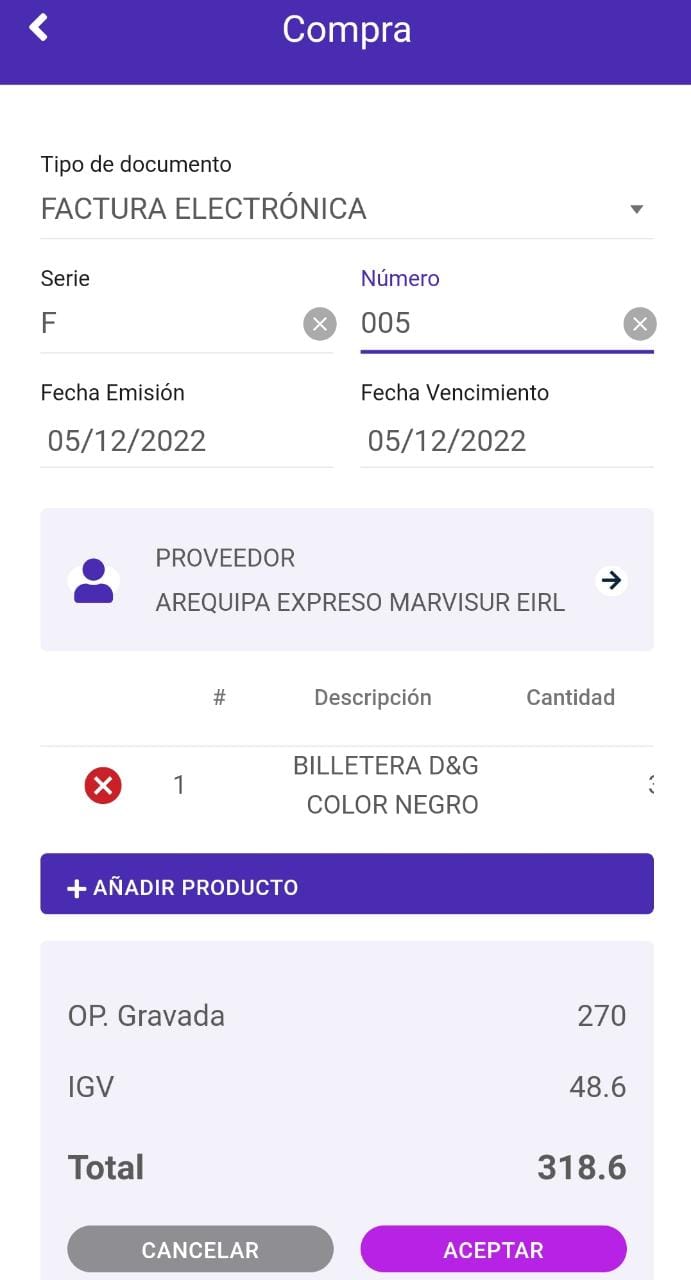 Compra
Tipo de documento
FACTURA ELECTRÓNICA
Serie Número
F 005
Fecha Emisión Fecha Vencimiento
05/12/2022 05/12/2022
PROVEEDOR
AREQUIPA EXPRESO MARVISUR EIRL
# Descripción Cantidad
1 BILLETERA D&G
COLOR NEGRO
+ AÑADIR PRODUCTO
OP. Gravada 270
IGV 48.6
Total 318.6
CANCELAR ACEPTAR